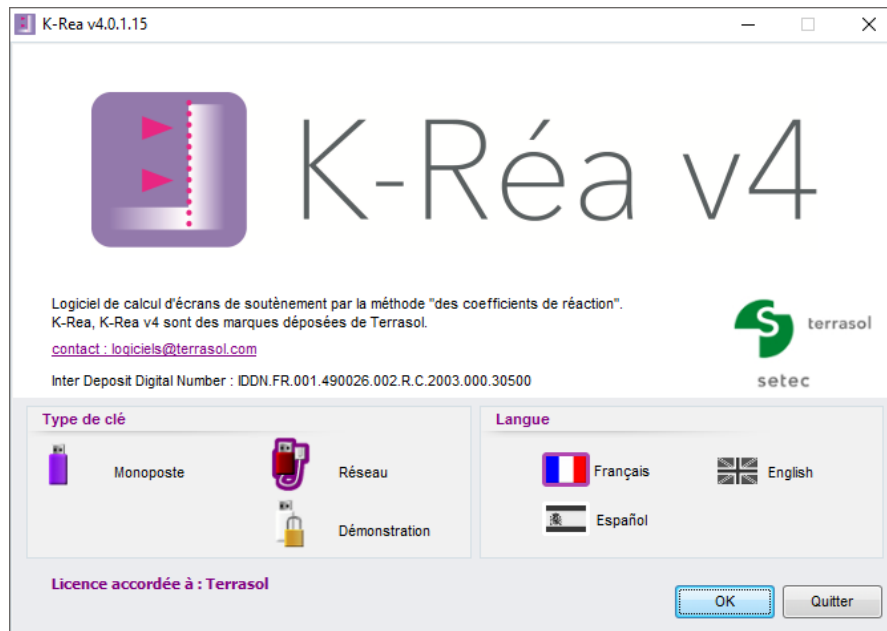 K-Rea v4.0.1.15
K-Réa v4
Logiciel de calcul d'écrans de soutènement par la méthode "des coefficients de réaction".
K-Rea, K-Rea v4 sont des marques déposées de Terrasol.
contact : logiciels@terrasol.com
Inter Deposit Digital Number : IDDN.FR.001.490026.002.R.C.2003.000.30500
terrasol
setec
Type de clé
Monoposte
Réseau
Démonstration
Langue
Français
English
Español
Licence accordée à : Terrasol
OK
Quitter